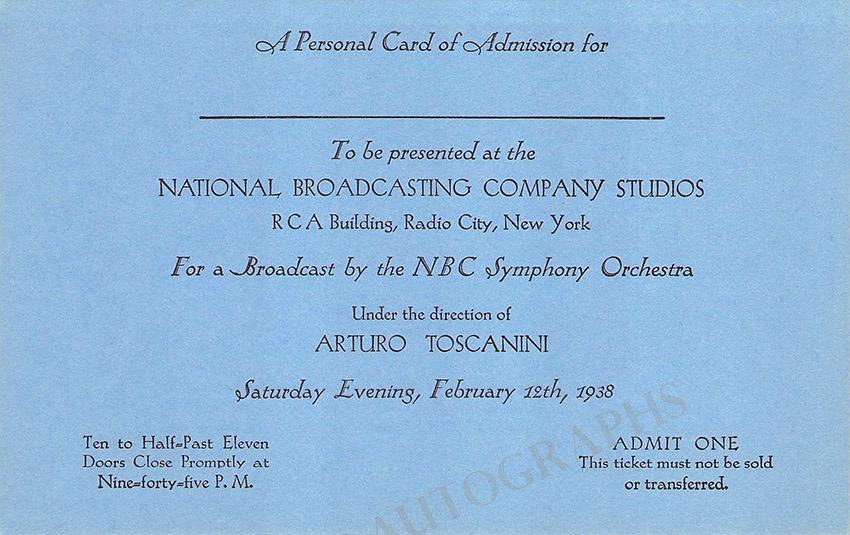 A Personal Card of Admission for
To be presented at the
NATIONAL BROADCASTING COMPANY STUDIOS
RCA Building, Radio City, New York
For a Broadcast by the NBC Symphony Orchestra
Under the direction of
ARTURO TOSCANINI
Saturday Evening, February 12th, 1938
Ten to Half-Past Eleven
Doors Close Promptly at
Nine-forty-five P. M.
ADMIT ONE
This ticket must not be sold
or transferred.
AUTOGRAPHS